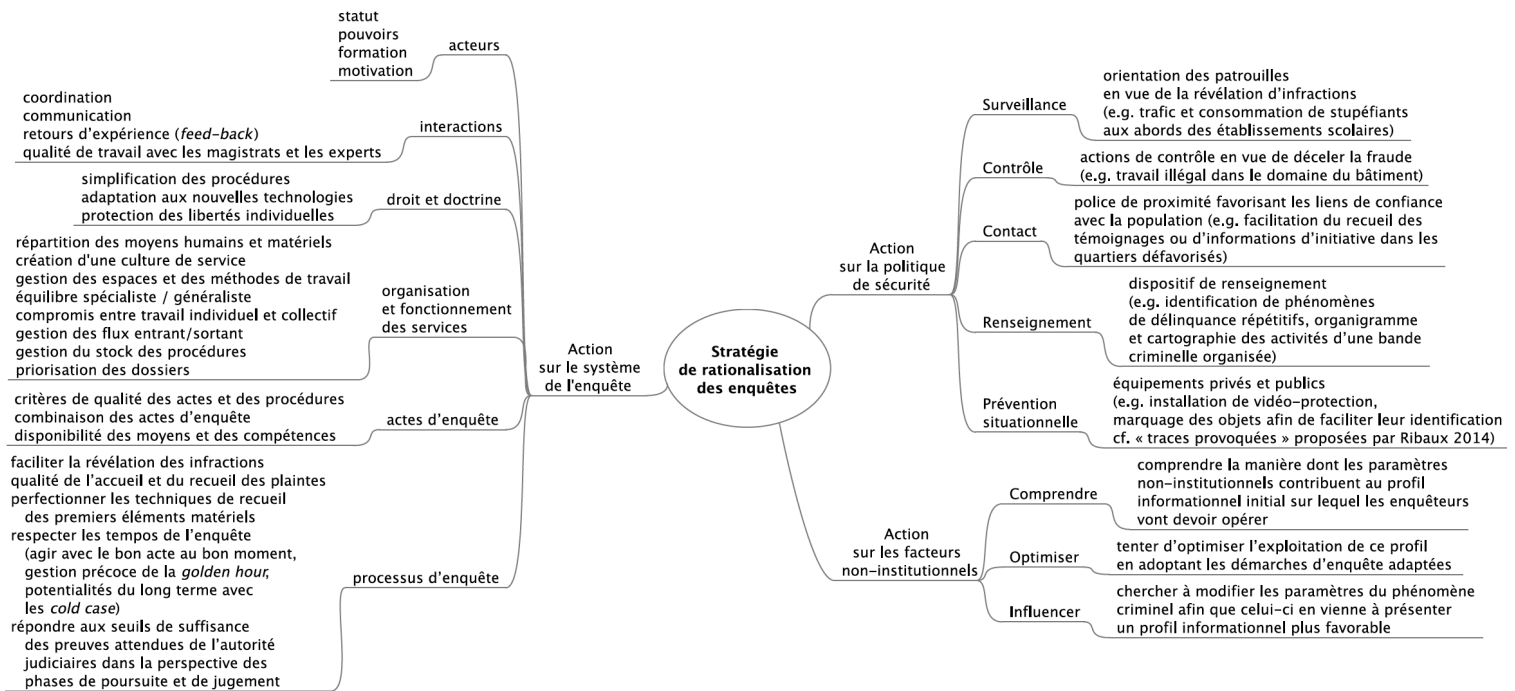 Stratégie
de rationalisation
des enquêtes
Action
sur le système
de l'enquête
acteurs
statut
pouvoirs
formation
motivation
interactions
coordination
communication
retours d’expérience (feed-back)
qualité de travail avec les magistrats et les experts
droit et doctrine
simplification des procédures
adaptation aux nouvelles technologies
protection des libertés individuelles
organisation
et fonctionnement
des services
répartition des moyens humains et matériels
création d'une culture de service
gestion des espaces et des méthodes de travail
équilibre spécialiste / généraliste
compromis entre travail individuel et collectif
gestion des flux entrant/sortant
gestion du stock des procédures
priorisation des dossiers
actes d’enquête
critères de qualité des actes et des procédures
combinaison des actes d’enquête
disponibilité des moyens et des compétences
processus d’enquête
faciliter la révélation des infractions
qualité de l’accueil et du recueil des plaintes
perfectionner les techniques de recueil
des premiers éléments matériels
respecter les tempos de l’enquête
(agir avec le bon acte au bon moment,
gestion précoce de la golden hour,
potentialités du long terme avec
les cold case)
répondre aux seuils de suffisance
des preuves attendues de l’autorité
judiciaires dans la perspective des
phases de poursuite et de jugement
Action
sur la politique
de sécurité
Surveillance
orientation des patrouilles
en vue de la révélation d’infractions
(e.g. trafic et consommation de stupéfiants
aux abords des établissements scolaires)
Contrôle
actions de contrôle en vue de déceler la fraude
(e.g. travail illégal dans le domaine du bâtiment)
Contact
police de proximité favorisant les liens de confiance
avec la population (e.g. facilitation du recueil des
témoignages ou d’informations d’initiative dans les
quartiers défavorisés)
Renseignement
dispositif de renseignement
(e.g. identification de phénomènes
de délinquance répétitifs, organigramme
et cartographie des activités d’une bande
criminelle organisée)
Prévention
situationnelle
équipements privés et publics
(e.g. installation de vidéo-protection,
marquage des objets afin de faciliter leur identification
cf. « traces provoquées » proposées par Ribaux 2014)
Action
sur les facteurs
non-institutionnels
Comprendre
comprendre la manière dont les paramètres
non-institutionnels contribuent au profil
informationnel initial sur lequel les enquêteurs
vont devoir opérer
Optimiser
tenter d’optimiser l’exploitation de ce profil
en adoptant les démarches d’enquête adaptées
Influencer
chercher à modifier les paramètres du phénomène
criminel afin que celui-ci en vienne à présenter
un profil informationnel plus favorable